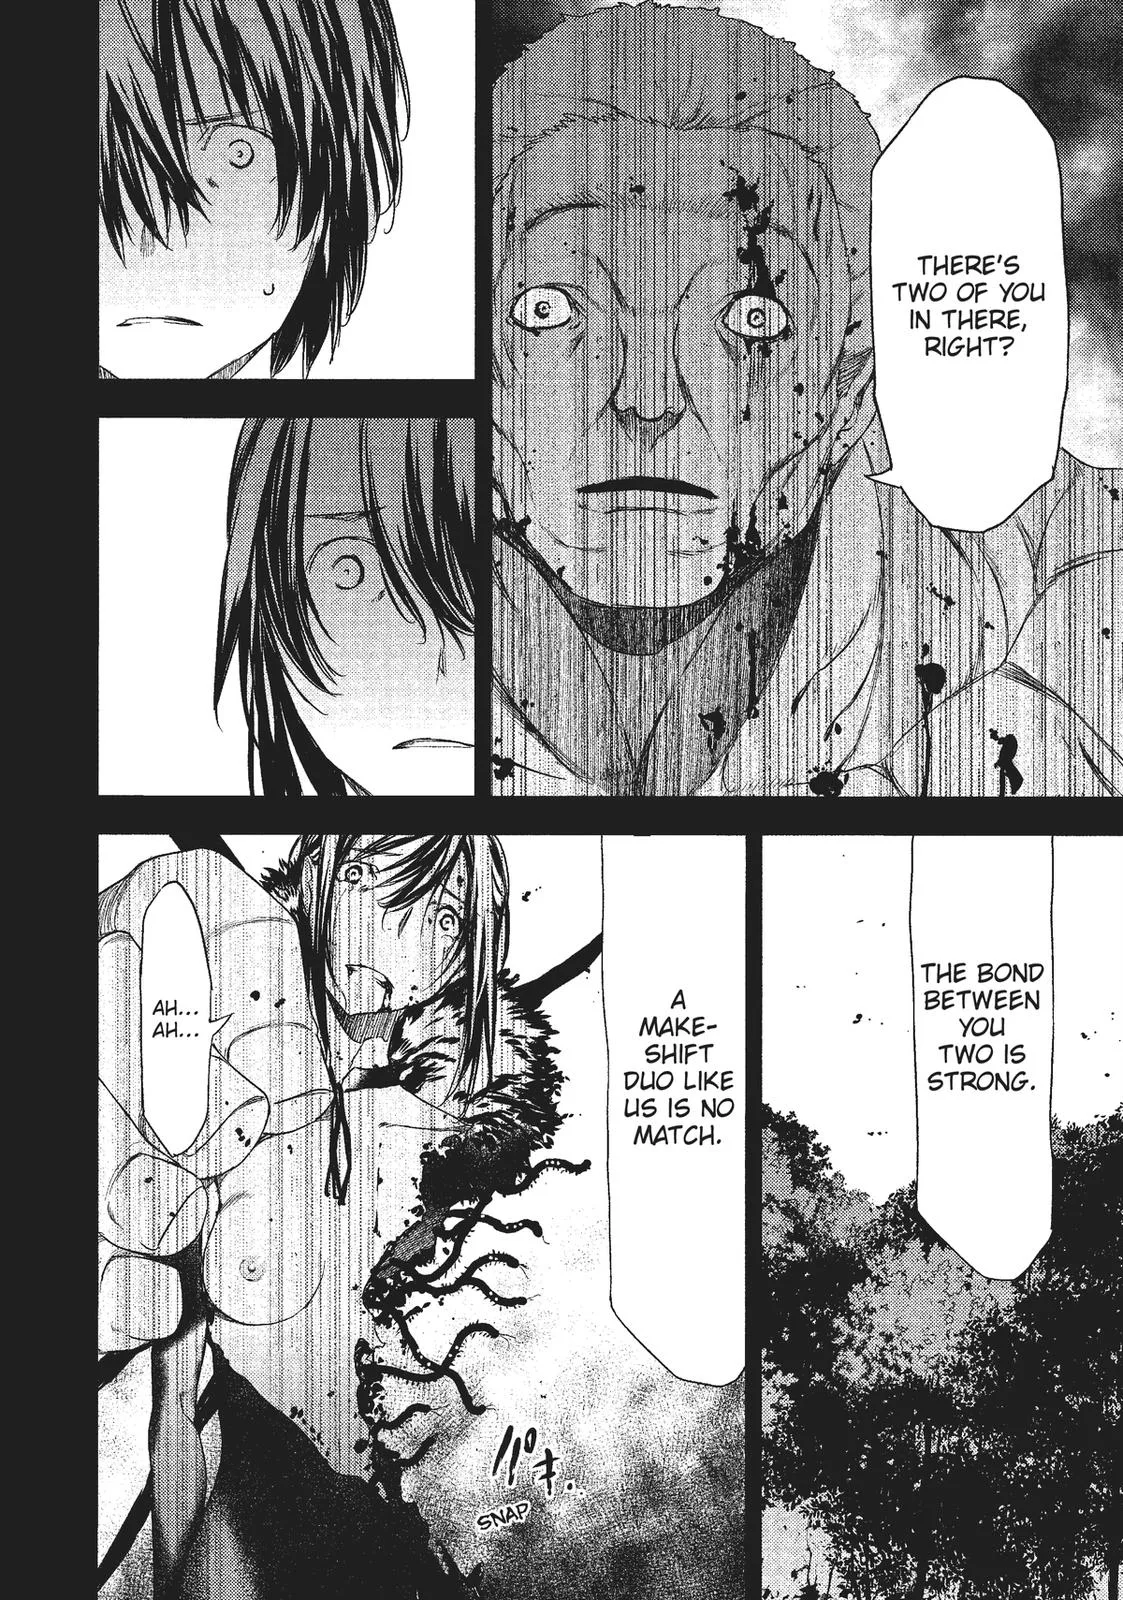 THERE'S
TWO OF YOU
IN THERE,
RIGHT?
THE BOND
BETWEEN
YOU
TWO IS
STRONG.
A
MAKE-
SHIFT
DUO LIKE
US IS NO
MATCH.
AH...
AH...
パキ..
SNAP